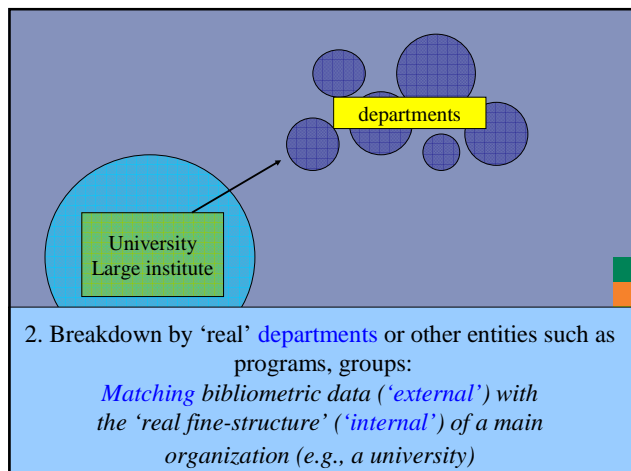 departments
University
Large institute
2. Breakdown by ‘real’ departments or other entities such as
programs, groups:
Matching bibliometric data (‘external’) with
the ‘real fine-structure’ (‘internal’) of a main
organization (e.g., a university)